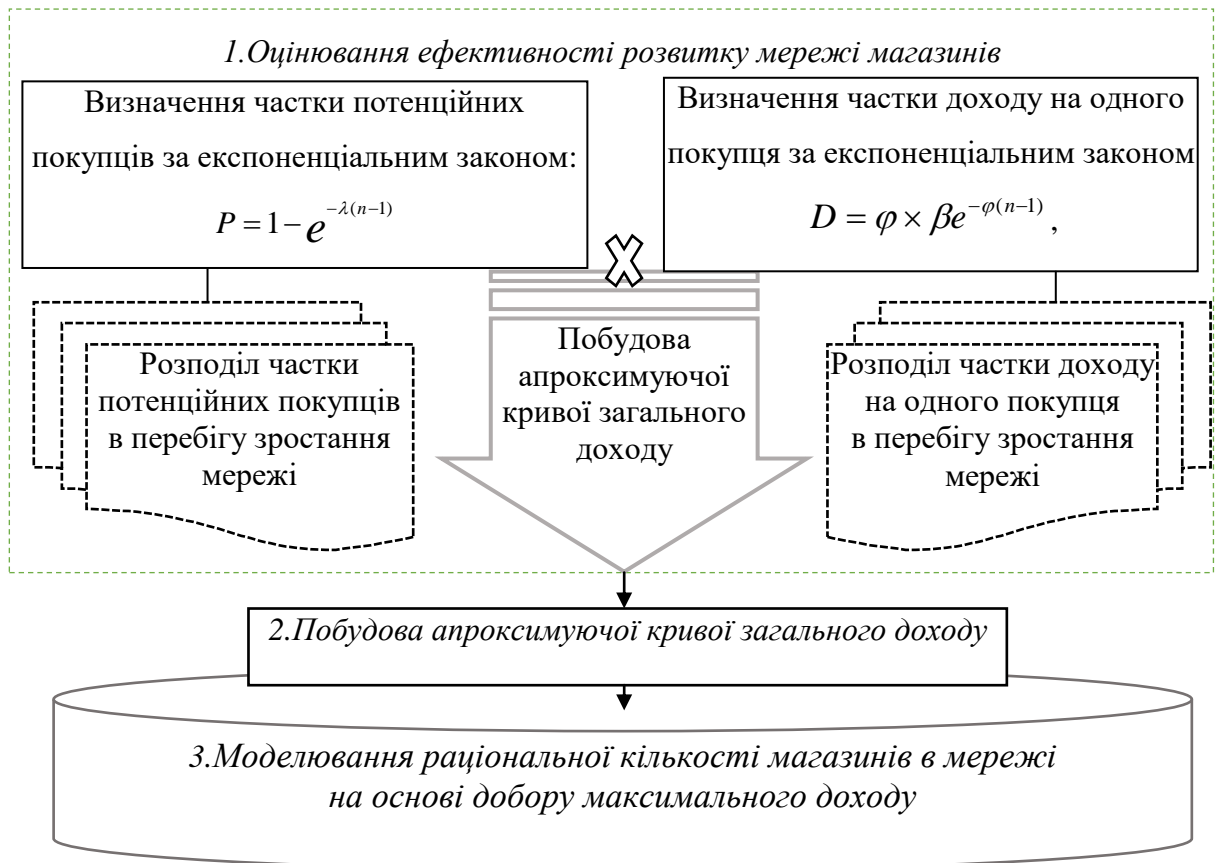 1.Оцінювання ефективності розвитку мережі магазинів
Визначення частки потенційних
покупців за експоненціальним законом:
P = 1 − e^{−λ(n−1)}
Визначення частки доходу на одного
покупця за експоненціальним законом
D = φ × βe^{−φ(n−1)},
Розподіл частки
потенційних покупців
в перебігу зростання
мережі
Побудова
апроксимуючої
кривої загального
доходу
Розподіл частки доходу
на одного покупця
в перебігу зростання
мережі
2.Побудова апроксимуючої кривої загального доходу
3.Моделювання раціональної кількості магазинів в мережі
на основі добору максимального доходу